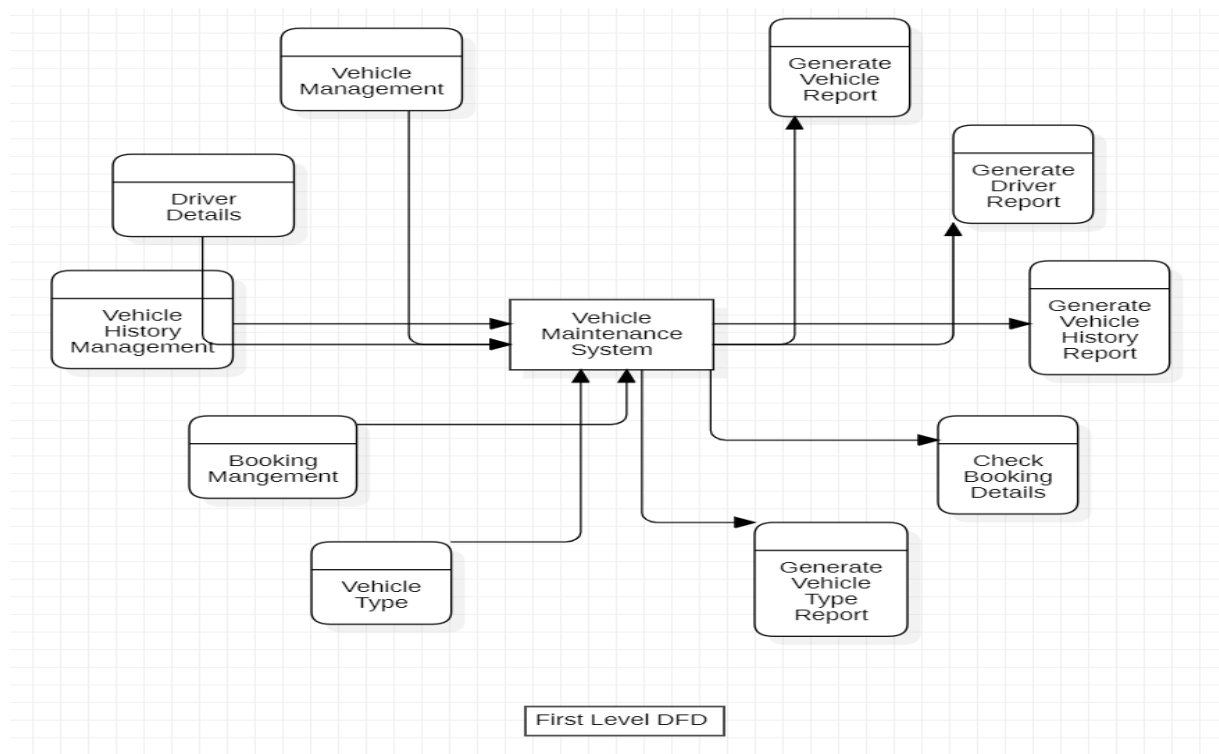 Vehicle
Management
Generate
Vehicle
Report
Driver
Details
Generate
Driver
Report
Vehicle
History
Management
Vehicle
Maintenance
System
Generate
Vehicle
History
Report
Booking
Mangement
Check
Booking
Details
Vehicle
Type
Generate
Vehicle
Type
Report
First Level DFD